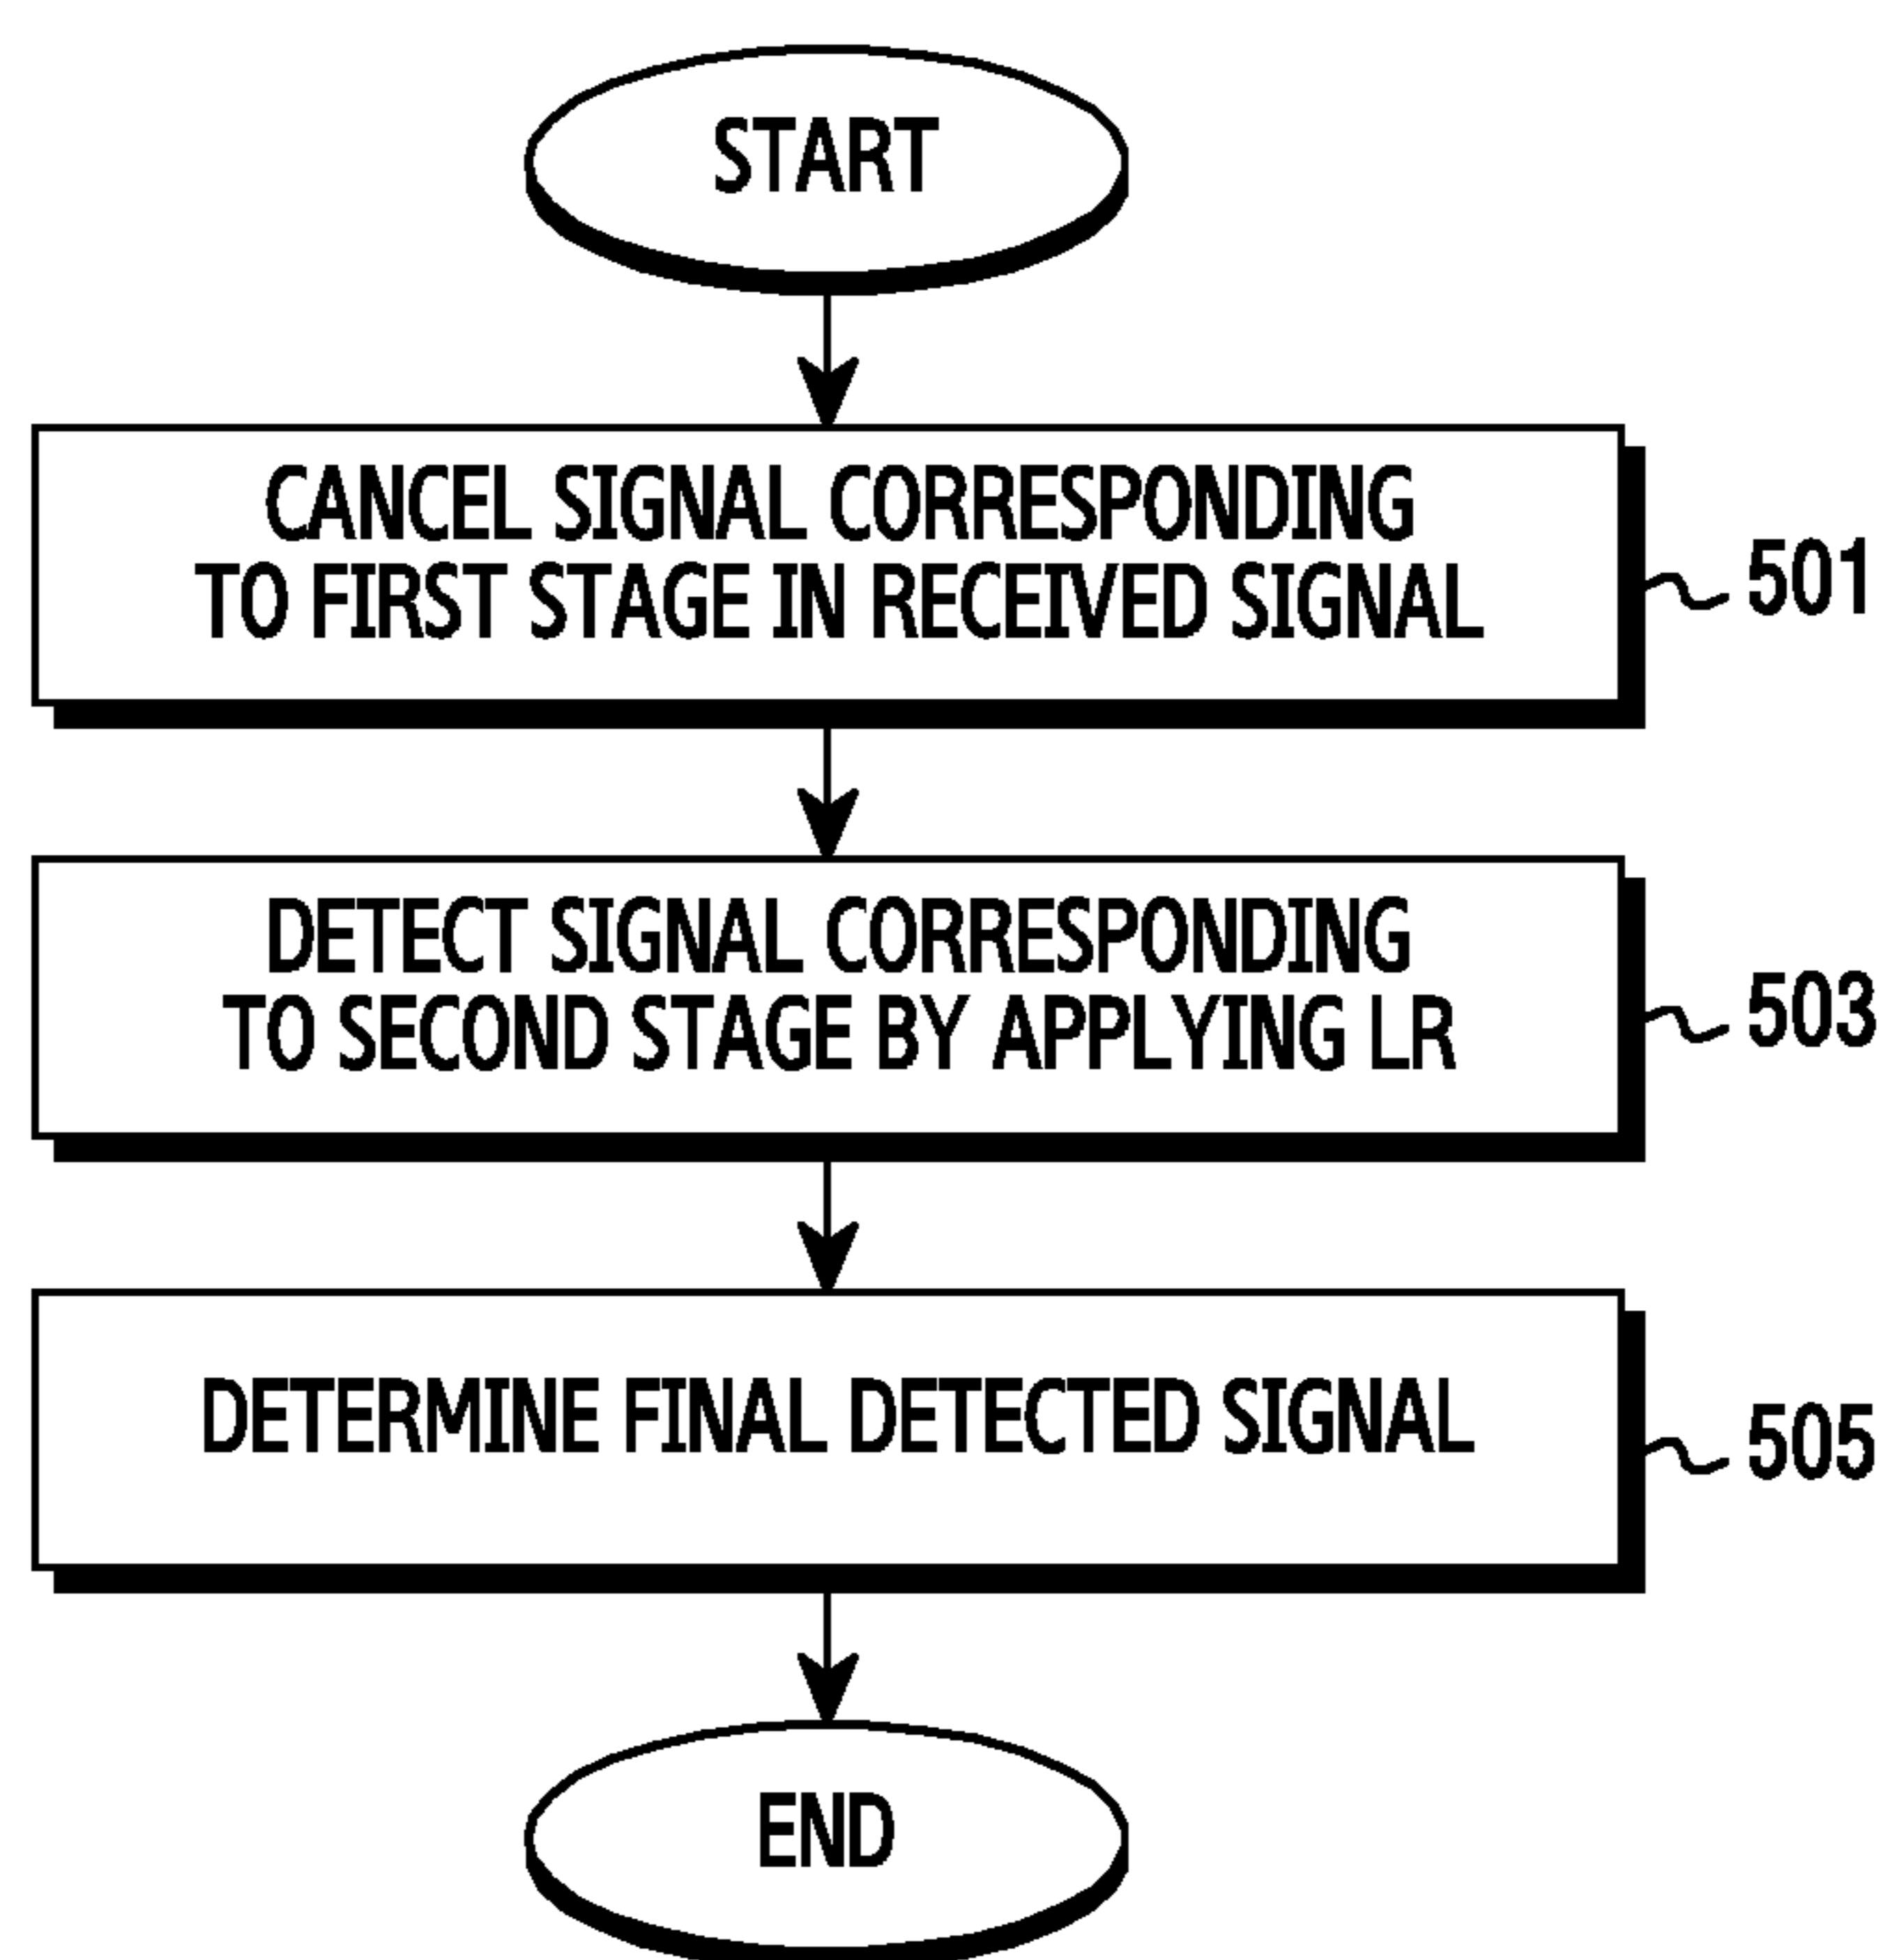 START
CANCEL SIGNAL CORRESPONDING
TO FIRST STAGE IN RECEIVED SIGNAL
501
DETECT SIGNAL CORRESPONDING
TO SECOND STAGE BY APPLYING LR
503
DETERMINE FINAL DETECTED SIGNAL
505
END